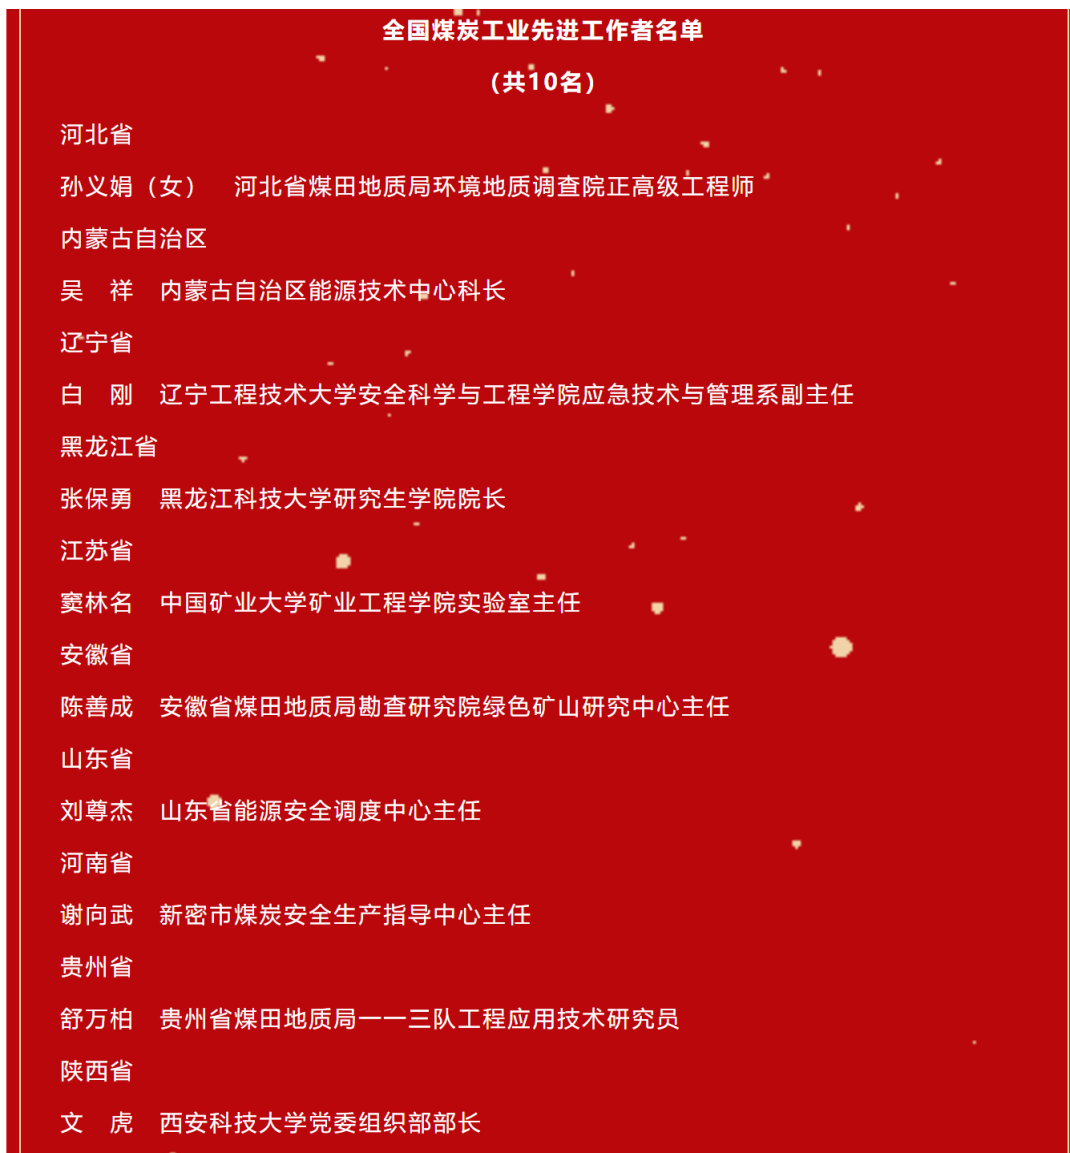 全国煤炭工业先进工作者名单
(共10名)
河北省
孙义娟（女）　河北省煤田地质局环境地质调查院正高级工程师
内蒙古自治区
吴　祥　内蒙古自治区能源技术中心科长
辽宁省
白　刚　辽宁工程技术大学安全科学与工程学院应急技术与管理系副主任
黑龙江省
张保勇　黑龙江科技大学研究生学院院长
江苏省
窦林名　中国矿业大学矿业工程学院实验室主任
安徽省
陈善成　安徽省煤田地质局勘查研究院绿色矿山研究中心主任
山东省
刘尊杰　山东省能源安全调度中心主任
河南省
谢向武　新密市煤炭安全生产指导中心主任
贵州省
舒万柏　贵州省煤田地质局一一三队工程应用技术研究员
陕西省
文　虎　西安科技大学党委组织部部长